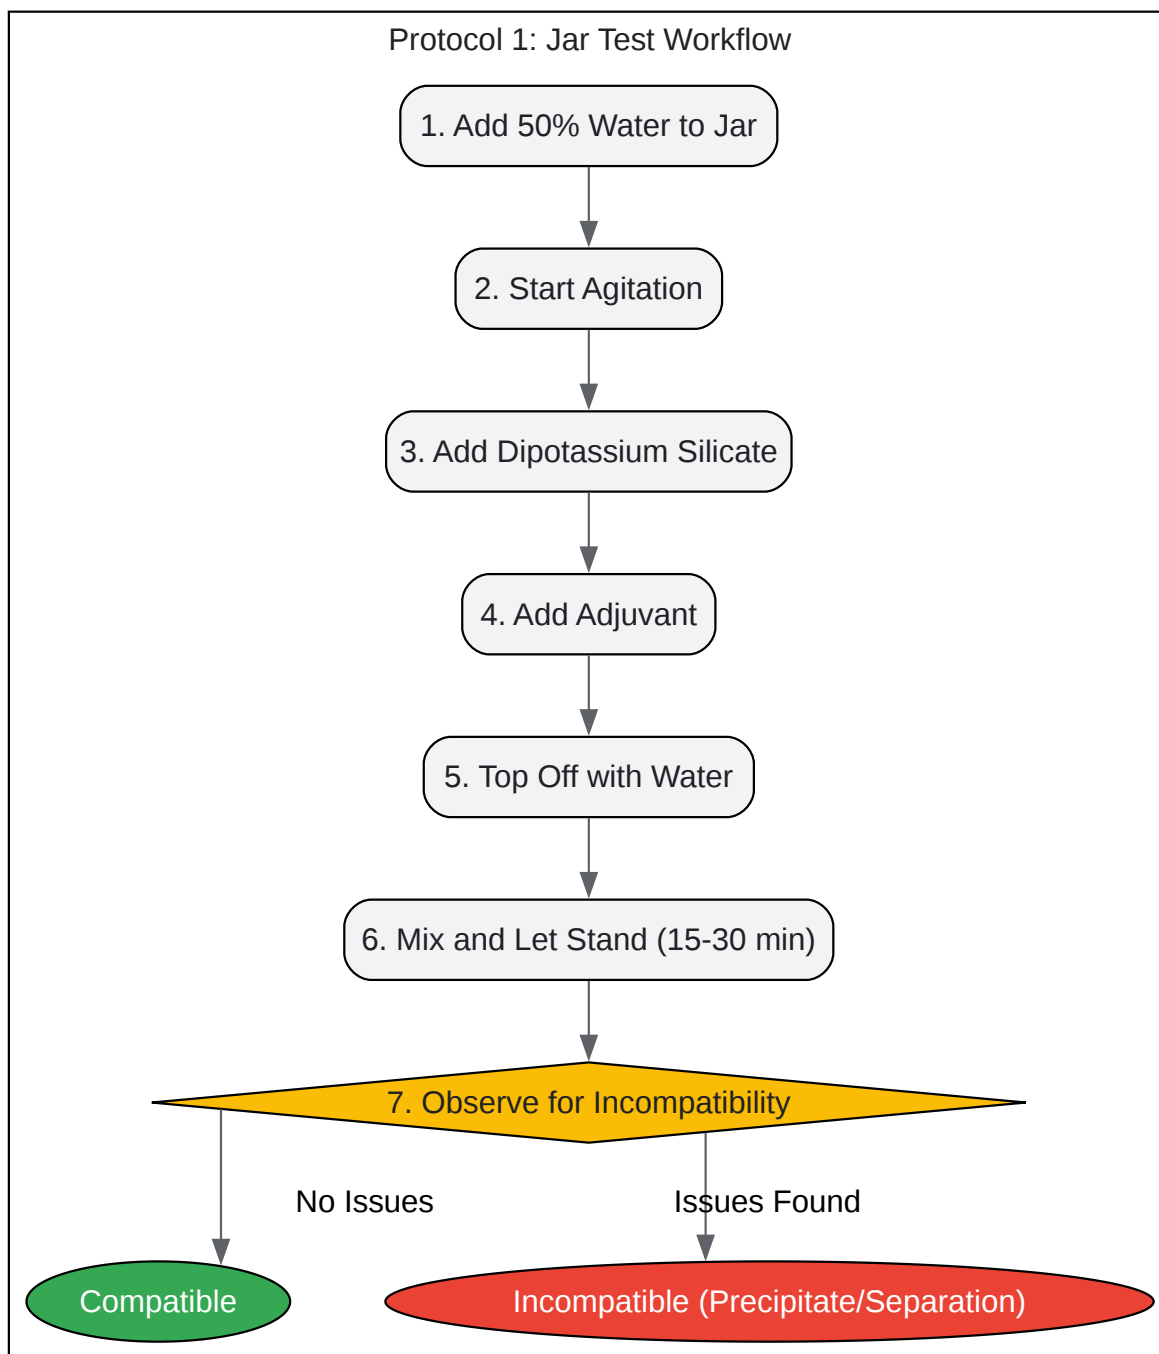 Protocol 1: Jar Test Workflow
1. Add 50% Water to Jar
2. Start Agitation
3. Add Dipotassium Silicate
4. Add Adjuvant
5. Top Off with Water
6. Mix and Let Stand (15-30 min)
7. Observe for Incompatibility
No Issues
Issues Found
Compatible
Incompatible (Precipitate/Separation)